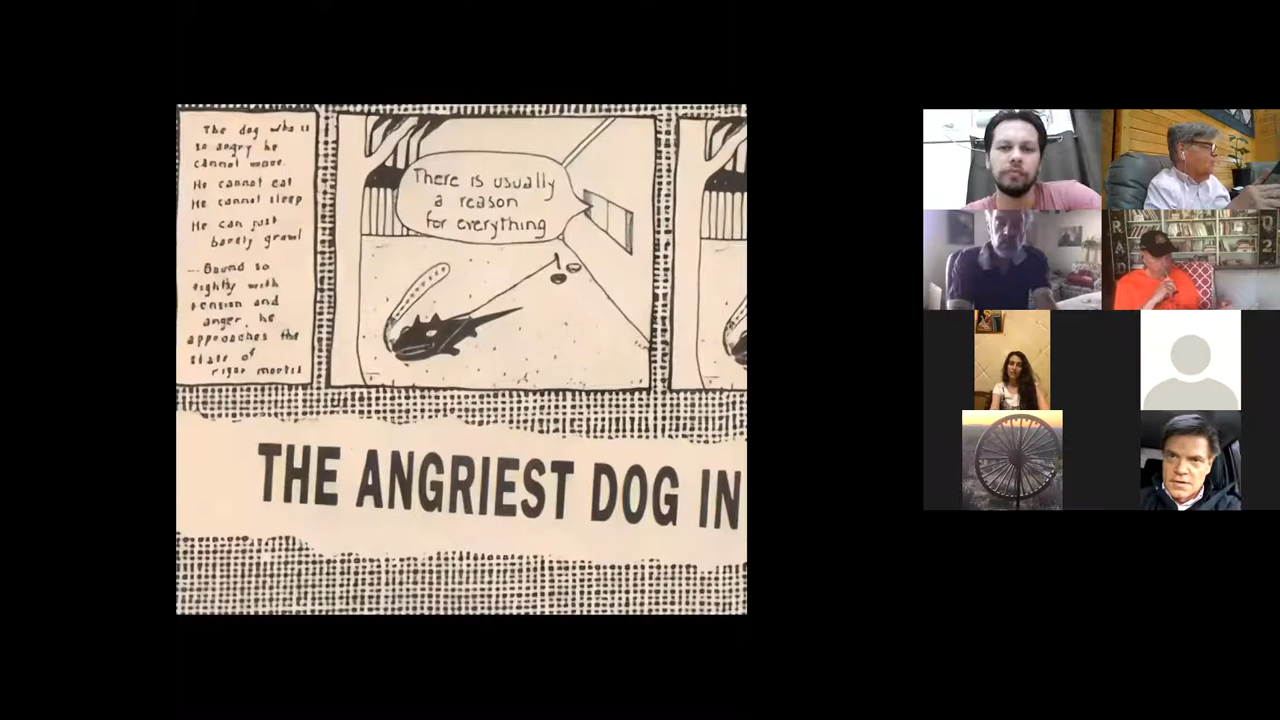 The dog who is
so angry he
cannot move.
He cannot eat
He cannot sleep
He can just
barely growl
...Bound so
tightly with
tension and
anger, he
approaches the
state of
rigor mortis
There is usually
a reason
for everything
THE ANGRIEST DOG IN